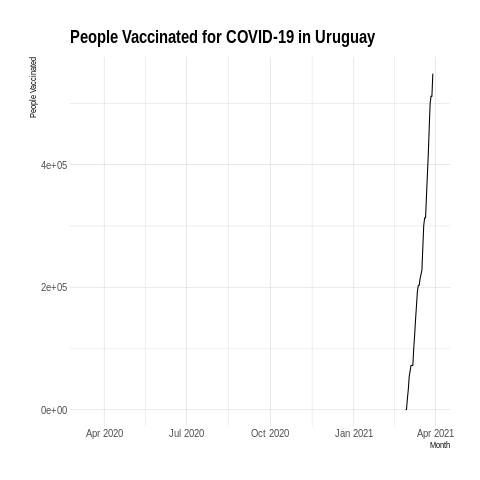 People Vaccinated for COVID-19 in Uruguay
People Vaccinated
4e+05
2e+05
0e+00
Apr 2020 Jul 2020 Oct 2020 Jan 2021 Apr 2021
Month